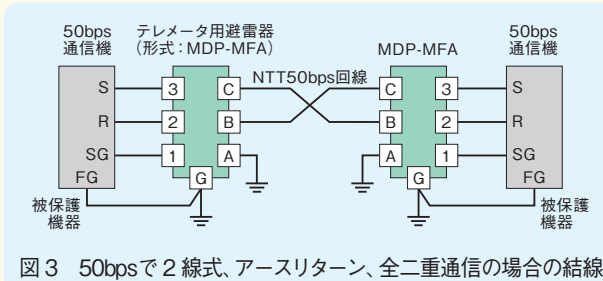 50bps
通信機
テレメータ用避雷器
(形式:MDP-MFA)
MDP-MFA
50bps
通信機
NTT50bps回線
S 3 C C 3 S
R 2 B B 2 R
SG 1 A A 1 SG
FG G G FG
被保護
機器
被保護
機器
図3 50bpsで2線式、アースリターン、全二重通信の場合の結線